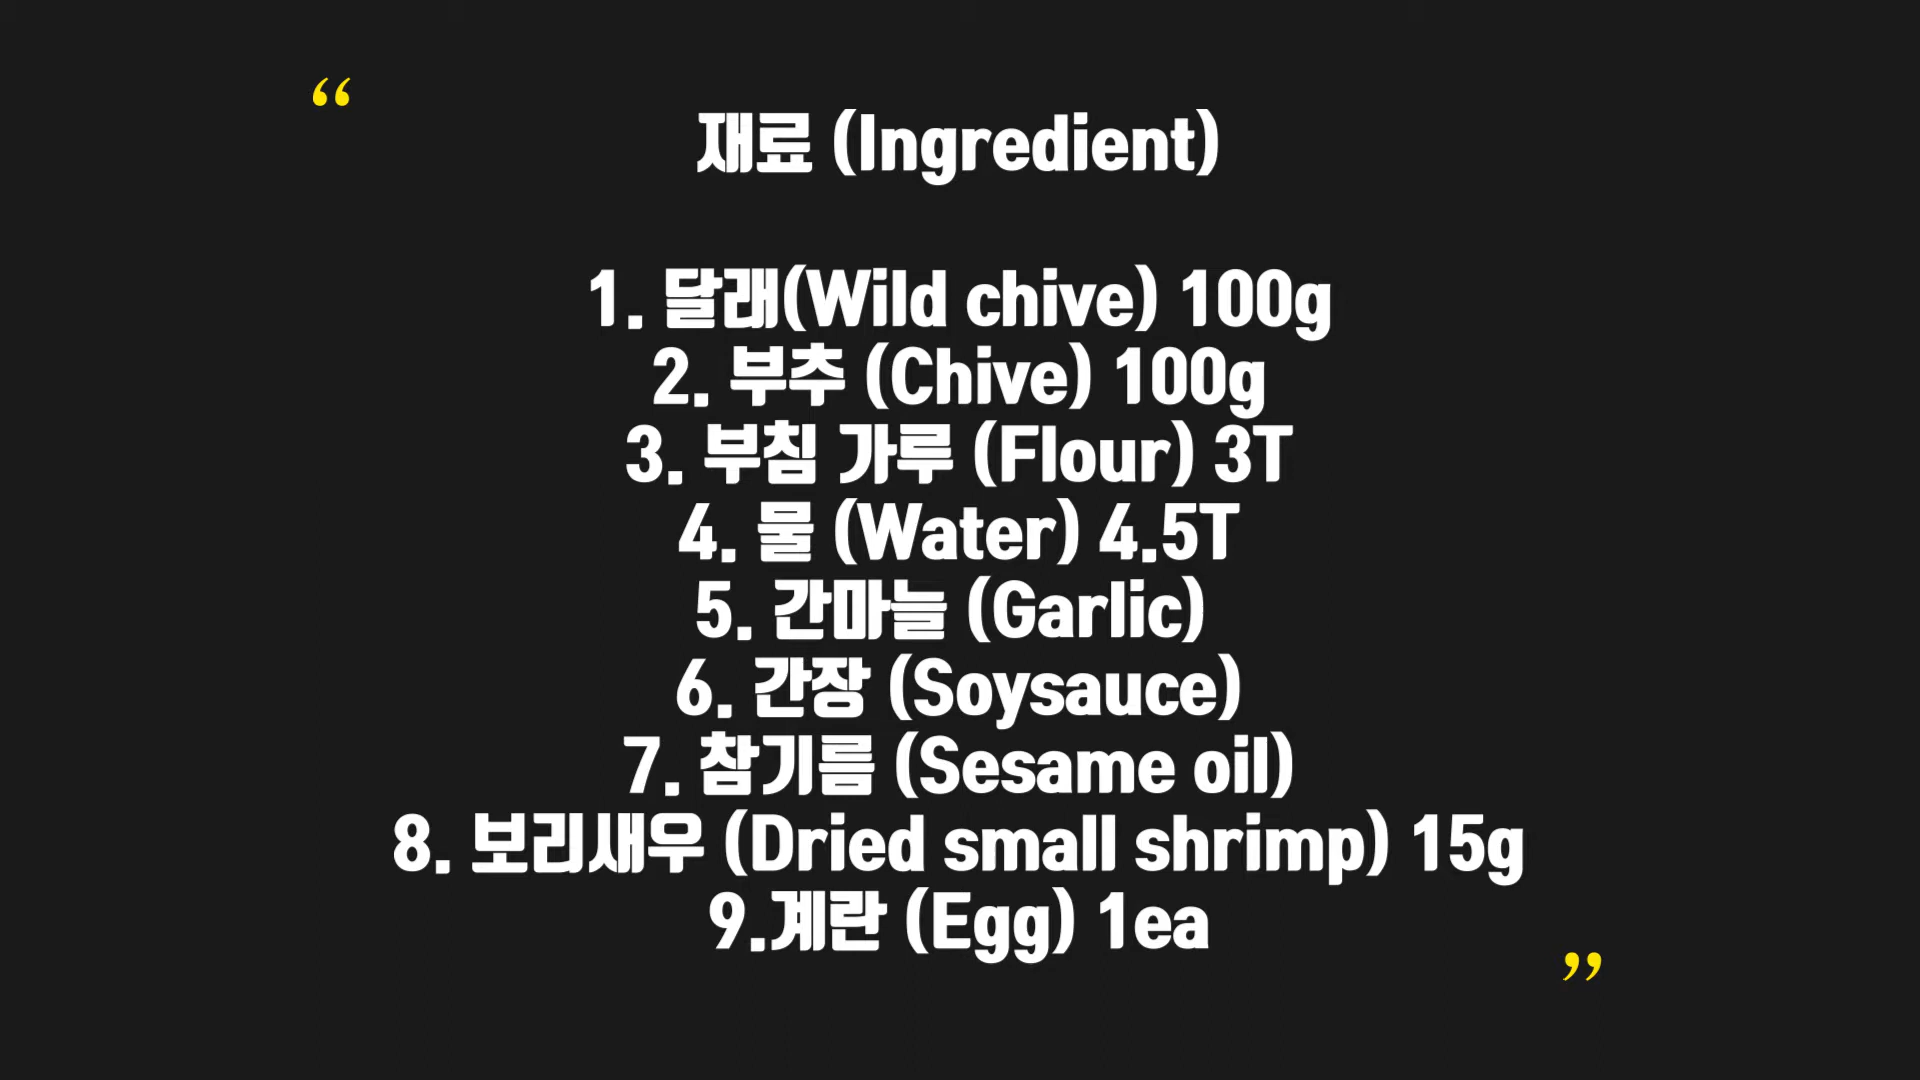 “
재료 (Ingredient)
1. 달래(Wild chive) 100g
2. 부추 (Chive) 100g
3. 부침 가루 (Flour) 3T
4. 물 (Water) 4.5T
5. 간마늘 (Garlic)
6. 간장 (Soysauce)
7. 참기름 (Sesame oil)
8. 보리새우 (Dried small shrimp) 15g
9.계란 (Egg) 1ea
”